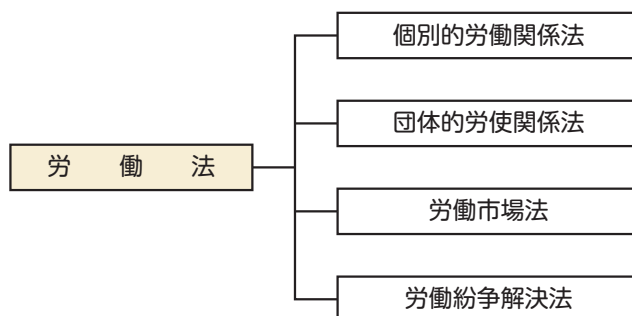 個別的労働関係法
団体的労使関係法
労働法
労働市場法
労働紛争解決法